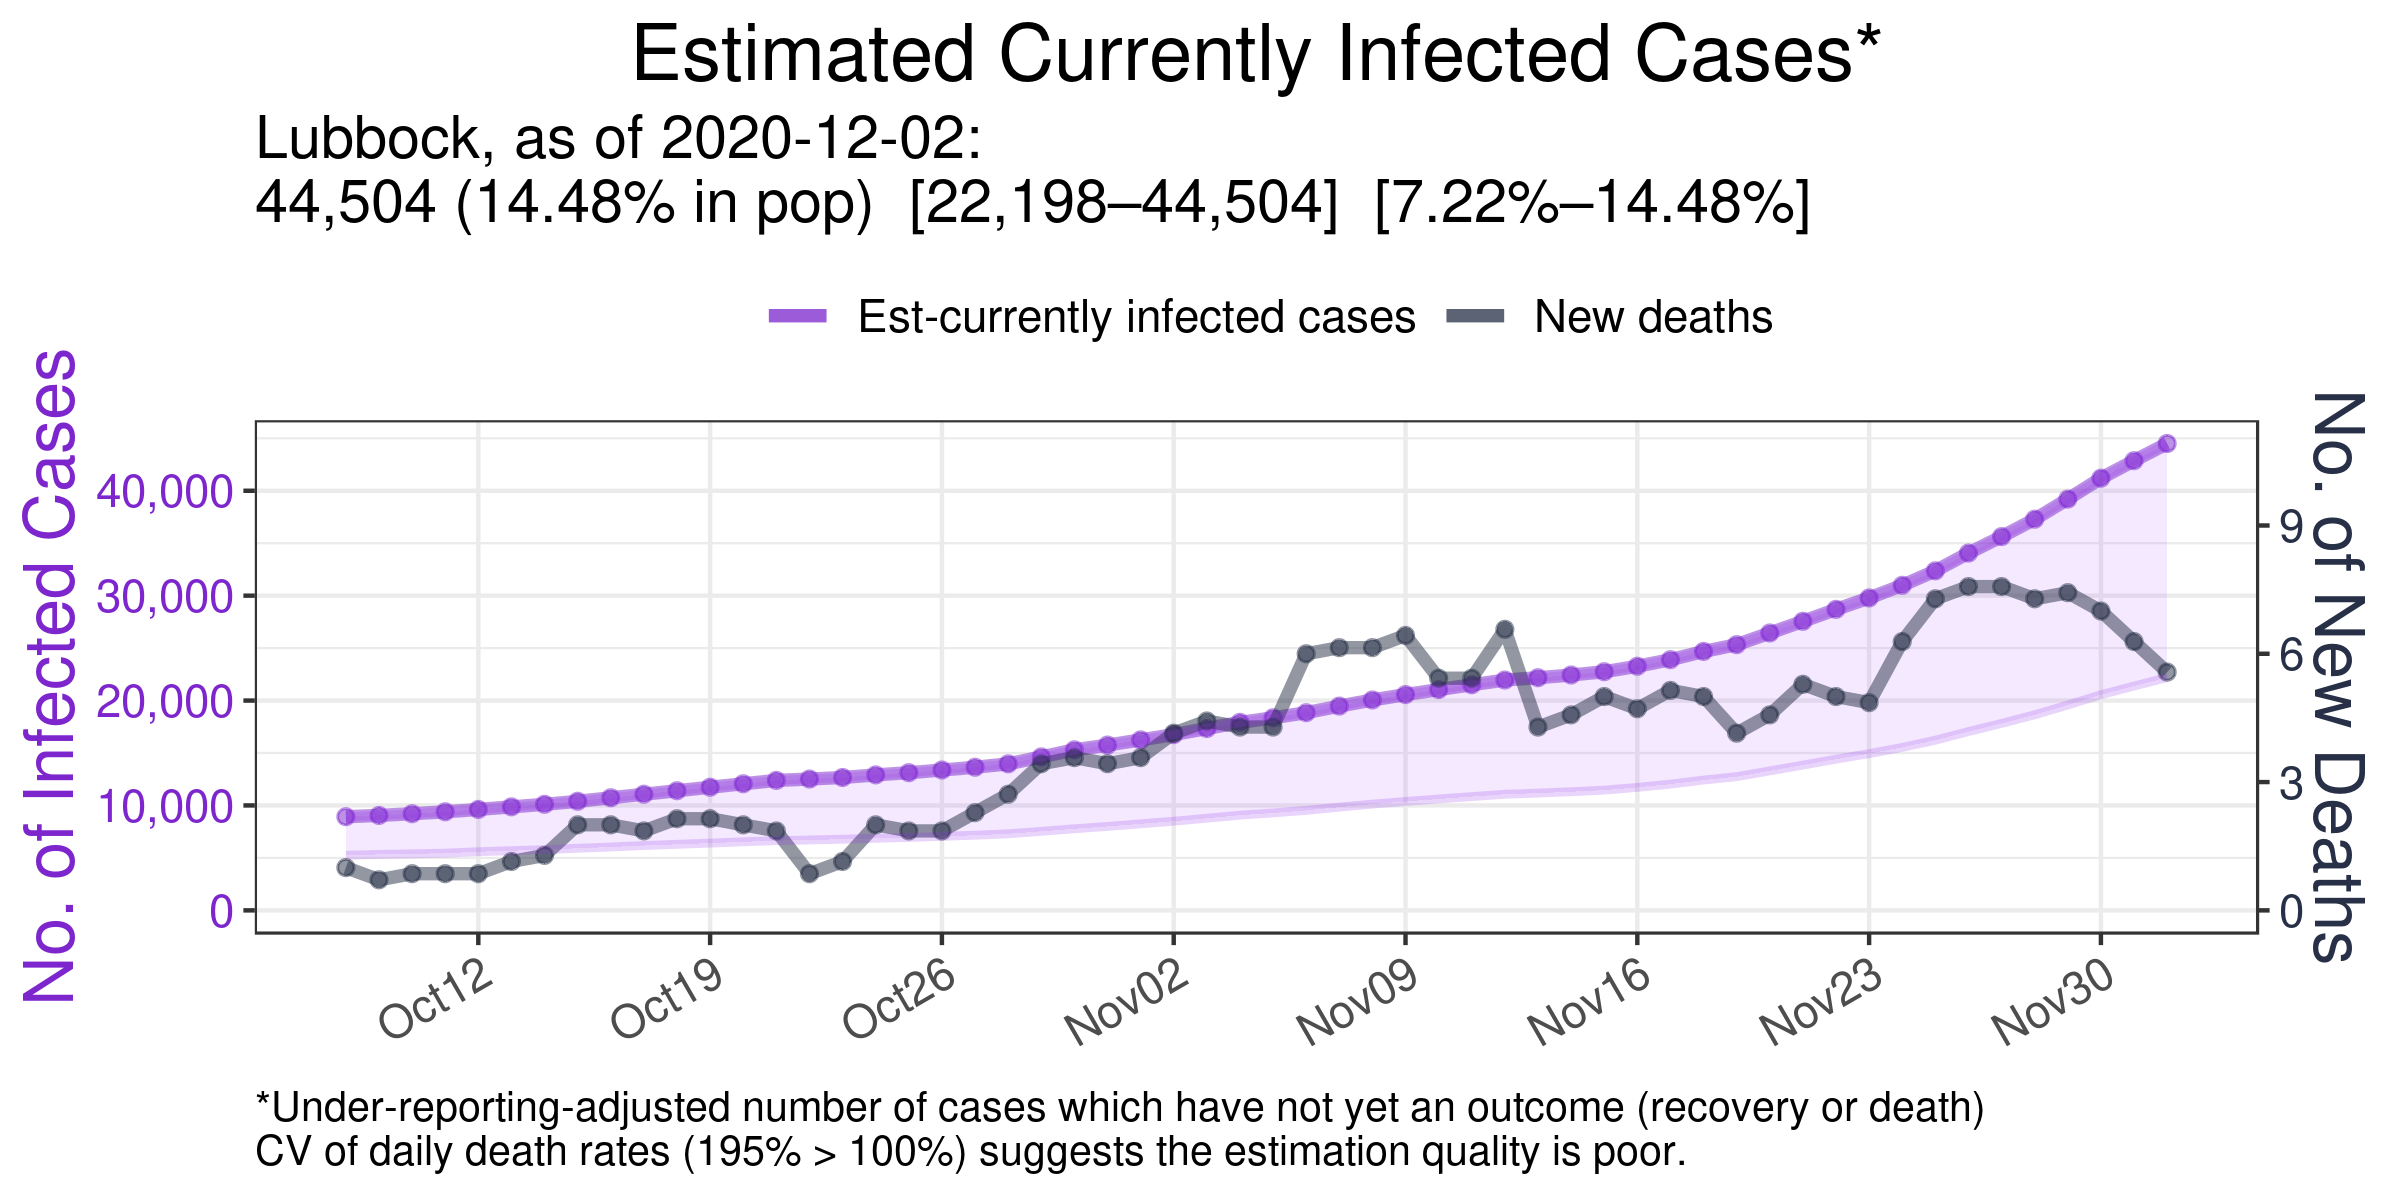 Estimated Currently Infected Cases*
Lubbock, as of 2020-12-02:
44,504 (14.48% in pop)  [22,198–44,504]  [7.22%–14.48%]
Est-currently infected cases
New deaths
No. of Infected Cases
40,000
30,000
20,000
10,000
0
9
6
3
0
No. of New Deaths
Oct12
Oct19
Oct26
Nov02
Nov09
Nov16
Nov23
Nov30
*Under-reporting-adjusted number of cases which have not yet an outcome (recovery or death)
CV of daily death rates (195% > 100%) suggests the estimation quality is poor.